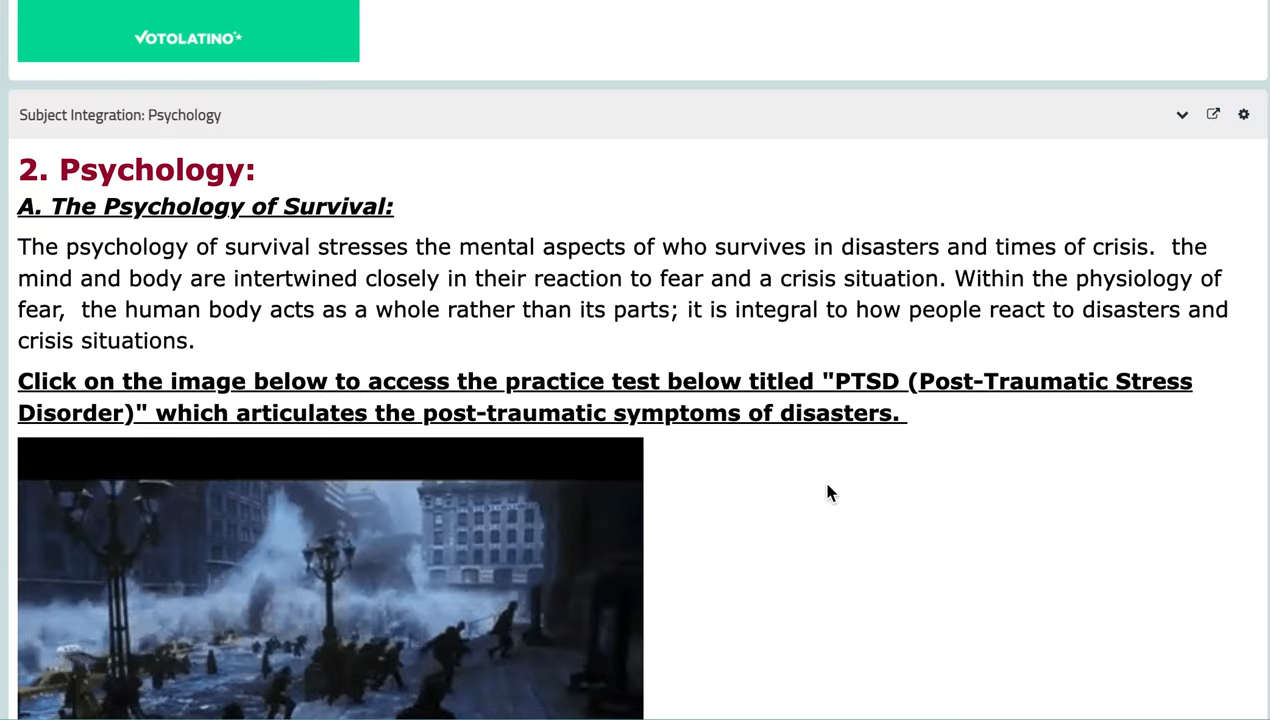 VOTOLATINO
Subject Integration: Psychology
2. Psychology:
A. The Psychology of Survival:
The psychology of survival stresses the mental aspects of who survives in disasters and times of crisis.  the
mind and body are intertwined closely in their reaction to fear and a crisis situation. Within the physiology of
fear,  the human body acts as a whole rather than its parts; it is integral to how people react to disasters and
crisis situations.
Click on the image below to access the practice test below titled "PTSD (Post-Traumatic Stress
Disorder)" which articulates the post-traumatic symptoms of disasters.